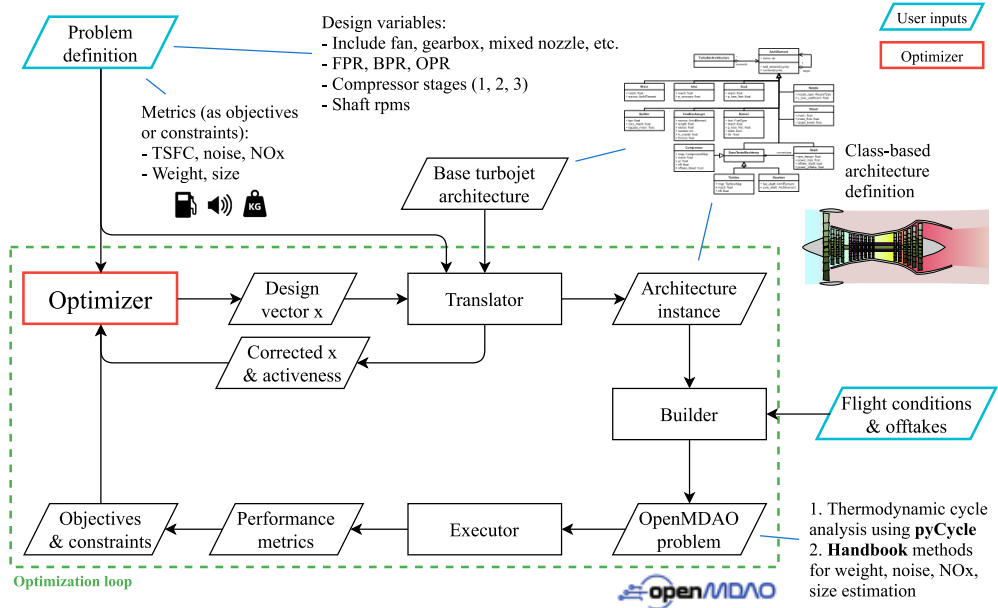 Problem
definition
Design variables:
- Include fan, gearbox, mixed nozzle, etc.
- FPR, BPR, OPR
- Compressor stages (1, 2, 3)
- Shaft rpms
User inputs
Optimizer
Metrics (as objectives
or constraints):
- TSFC, noise, NOx
- Weight, size
KG
Base turbojet
architecture
Class-based
architecture
definition
Optimizer
Design
vector x
Translator
Architecture
instance
Corrected x
& activeness
Builder
Flight conditions
& offtakes
Objectives
& constraints
Performance
metrics
Executor
OpenMDAO
problem
1. Thermodynamic cycle
analysis using pyCycle
2. Handbook methods
for weight, noise, NOx,
size estimation
Optimization loop
openMDAO